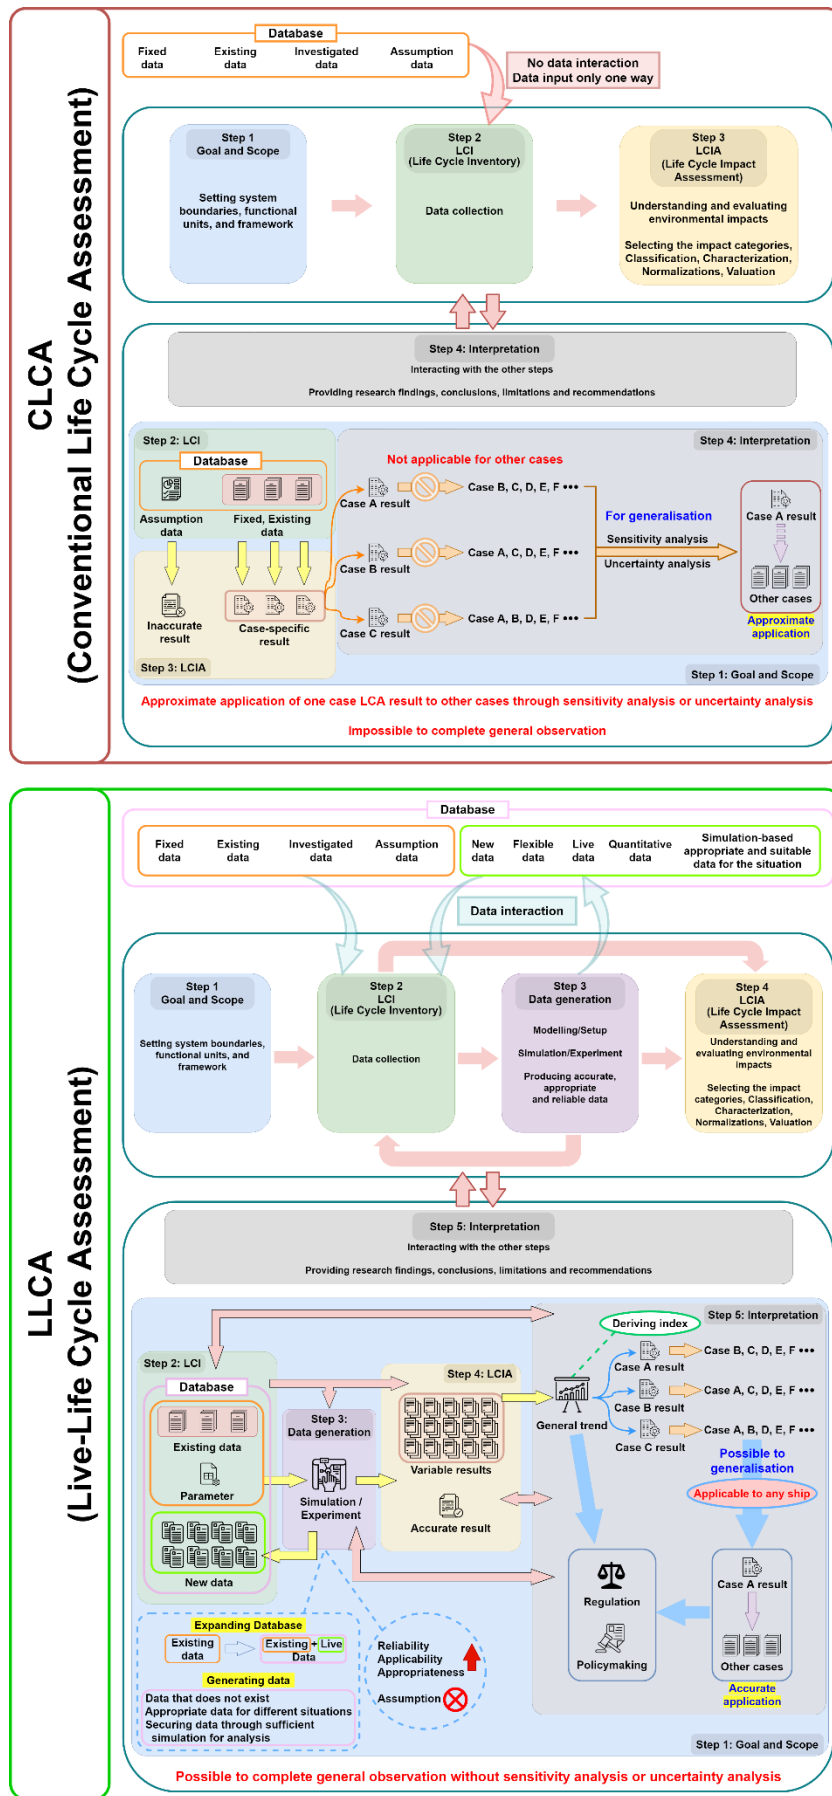 CLCA
(Conventional Life Cycle Assessment)
Database
Fixed data
Existing data
Investigated data
Assumption data
No data interaction
Data input only one way
Step 1
Goal and Scope
Setting system
boundaries, functional
units, and framework
Step 2
LCI
(Life Cycle Inventory)
Data collection
Step 3
LCIA
(Life Cycle Impact
Assessment)
Understanding and evaluating
environmental impacts
Selecting the impact categories,
Classification, Characterization,
Normalizations, Valuation
Step 4: Interpretation
Interacting with the other steps
Providing research findings, conclusions, limitations and recommendations
Step 2: LCI
Database
Assumption
data
Fixed, Existing
data
Inaccurate
result
Case-specific
result
Step 3: LCIA
Step 4: Interpretation
Not applicable for other cases
Case A result
Case B, C, D, E, F •••
Case B result
Case A, C, D, E, F •••
Case C result
Case A, B, D, E, F •••
For generalisation
Sensitivity analysis
Uncertainty analysis
Case A result
Other cases
Approximate
application
Step 1: Goal and Scope
Approximate application of one case LCA result to other cases through sensitivity analysis or uncertainty analysis
Impossible to complete general observation
LLCA
(Live-Life Cycle Assessment)
Database
Fixed
data
Existing
data
Investigated
data
Assumption
data
New
data
Flexible
data
Live
data
Quantitative
data
Simulation-based
appropriate and suitable
data for the situation
Data interaction
Step 1
Goal and Scope
Setting system boundaries,
functional units, and
framework
Step 2
LCI
(Life Cycle Inventory)
Data collection
Step 3
Data generation
Modelling/Setup
Simulation/Experiment
Producing accurate,
appropriate
and reliable data
Step 4
LCIA
(Life Cycle Impact
Assessment)
Understanding and
evaluating environmental
impacts
Selecting the impact
categories, Classification,
Characterization,
Normalizations, Valuation
Step 5: Interpretation
Interacting with the other steps
Providing research findings, conclusions, limitations and recommendations
Step 2: LCI
Database
Existing data
Parameter
New data
Step 3:
Data generation
Simulation /
Experiment
Step 4: LCIA
Variable results
Accurate result
Step 5: Interpretation
Deriving index
General trend
Case A result
Case B, C, D, E, F •••
Case B result
Case A, C, D, E, F •••
Case C result
Case A, B, D, E, F •••
Possible to
generalisation
Applicable to any ship
Regulation
Policymaking
Case A result
Other cases
Accurate
application
Expanding Database
Existing
data
Existing + Live
Data
Generating data
Data that does not exist
Appropriate data for different situations
Securing data through sufficient
simulation for analysis
Reliability
Applicability
Appropriateness
Assumption
Step 1: Goal and Scope
Possible to complete general observation without sensitivity analysis or uncertainty analysis